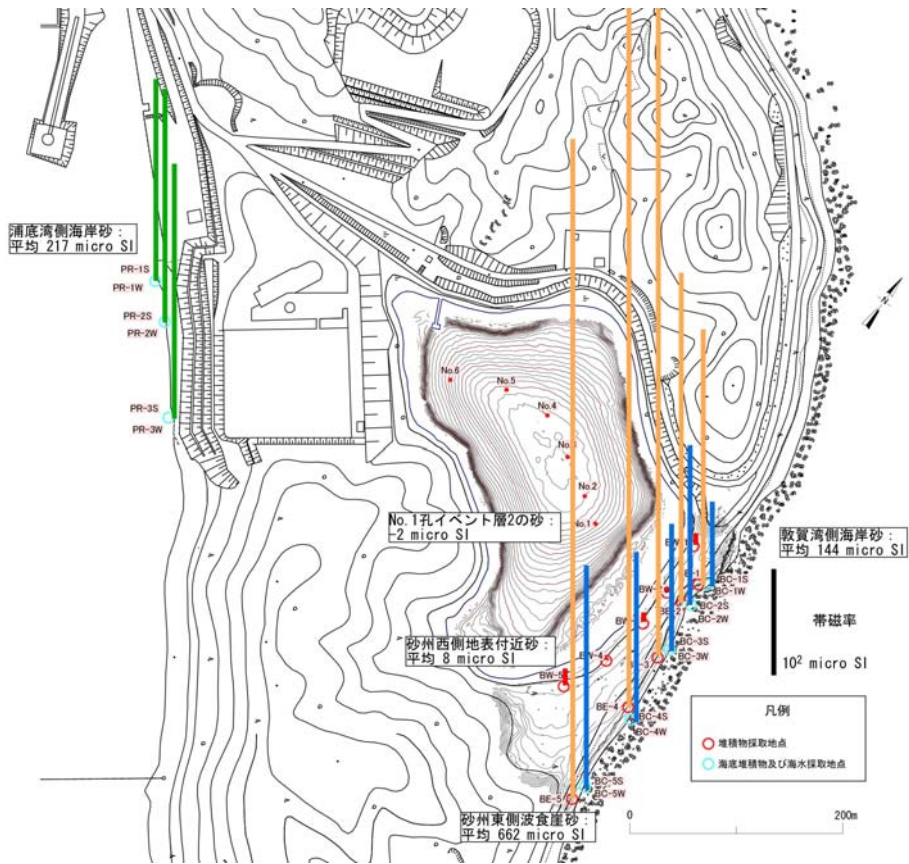 浦底湾側海岸砂：
平均 217 micro SI
PR-1S
PR-1W
PR-2S
PR-2W
PR-3S
PR-3W
No.6
No.5
No.4
No.2
No.1
No.1孔イベント層2の砂：
-2 micro SI
敦賀湾側海岸砂：
平均 144 micro SI
BC-1S
BC-1W
BC-2S
BC-2W
BC-3S
BC-3W
BE-4
BC-4S
BC-4W
BW-4
BW-5
BC-5S
BC-5W
BE-5
砂州西側地表付近砂：
平均 8 micro SI
砂州東側波食崖砂：
平均 662 micro SI
帯磁率
10² micro SI
凡例
堆積物採取地点
海底堆積物及び海水採取地点
0
200m